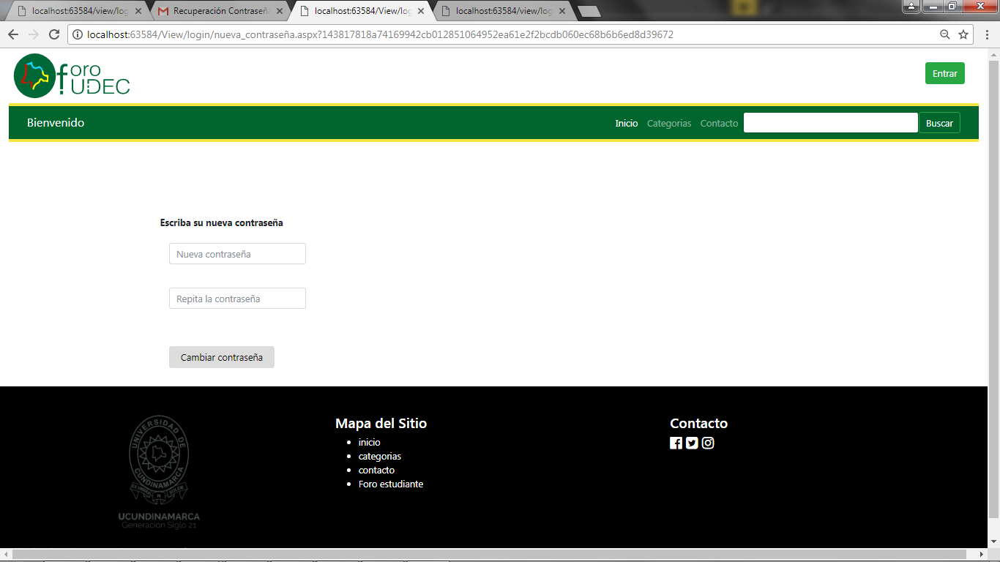 localhost:63584/view/log
Recuperación Contraseña
localhost:63584/View/log
localhost:63584/view/log
localhost:63584/View/login/nueva_contraseña.aspx?143817818a74169942cb012851064952ea61e2f2bcdb060ec68b6b6ed8d39672
foro
UDEC
Entrar
Bienvenido
Inicio
Categorias
Contacto
Buscar
Escriba su nueva contraseña
Nueva contraseña
Repita la contraseña
Cambiar contraseña
UNIVERSIDAD DE
CUNDINAMARCA
UCUNDINAMARCA
Generación Siglo 21
Mapa del Sitio
inicio
categorias
contacto
Foro estudiante
Contacto